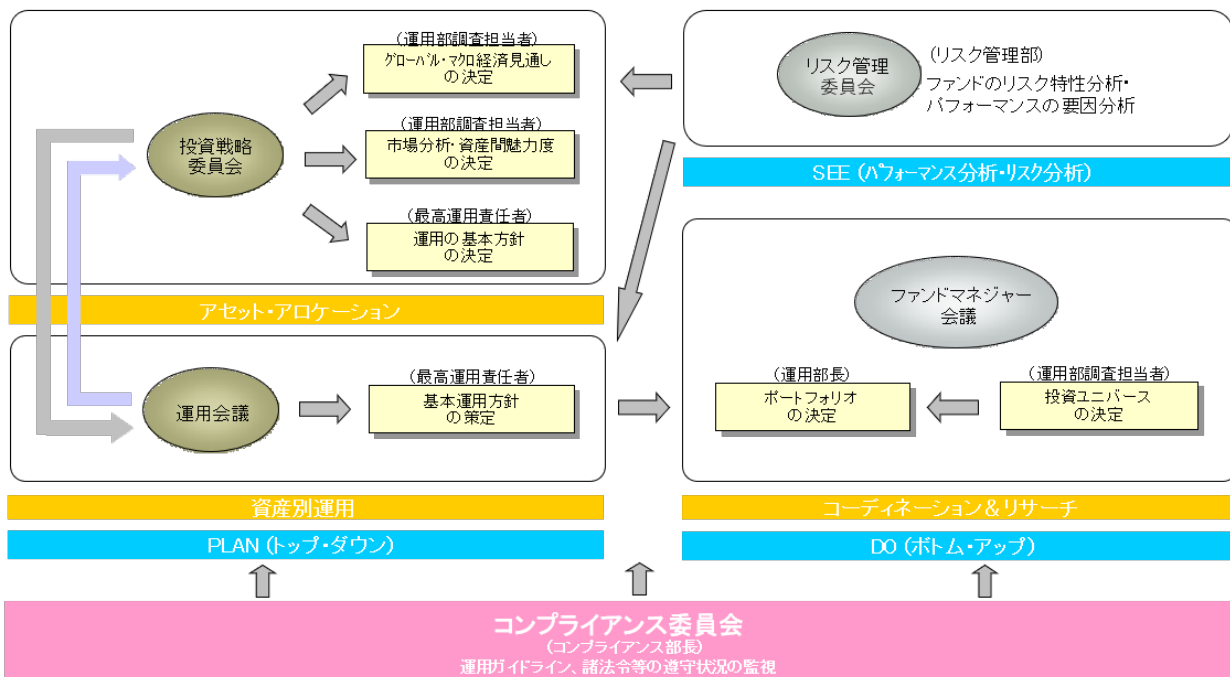 (運用部調査担当者)
グローバル・マクロ経済見通し
の決定
投資戦略
委員会
(運用部調査担当者)
市場分析・資産間魅力度
の決定
(最高運用責任者)
運用の基本方針
の決定
アセット・アロケーション
運用会議
(最高運用責任者)
基本運用方針
の策定
資産別運用
PLAN (トップ・ダウン)
リスク管理
委員会
(リスク管理部)
ファンドのリスク特性分析・
パフォーマンスの要因分析
SEE (パフォーマンス分析・リスク分析)
ファンドマネジャー
会議
(運用部長)
ポートフォリオ
の決定
(運用部調査担当者)
投資ユニバース
の決定
コーディネーション＆リサーチ
DO (ボトム・アップ)
コンプライアンス委員会
(コンプライアンス部長)
運用ガイドライン、諸法令等の遵守状況の監視